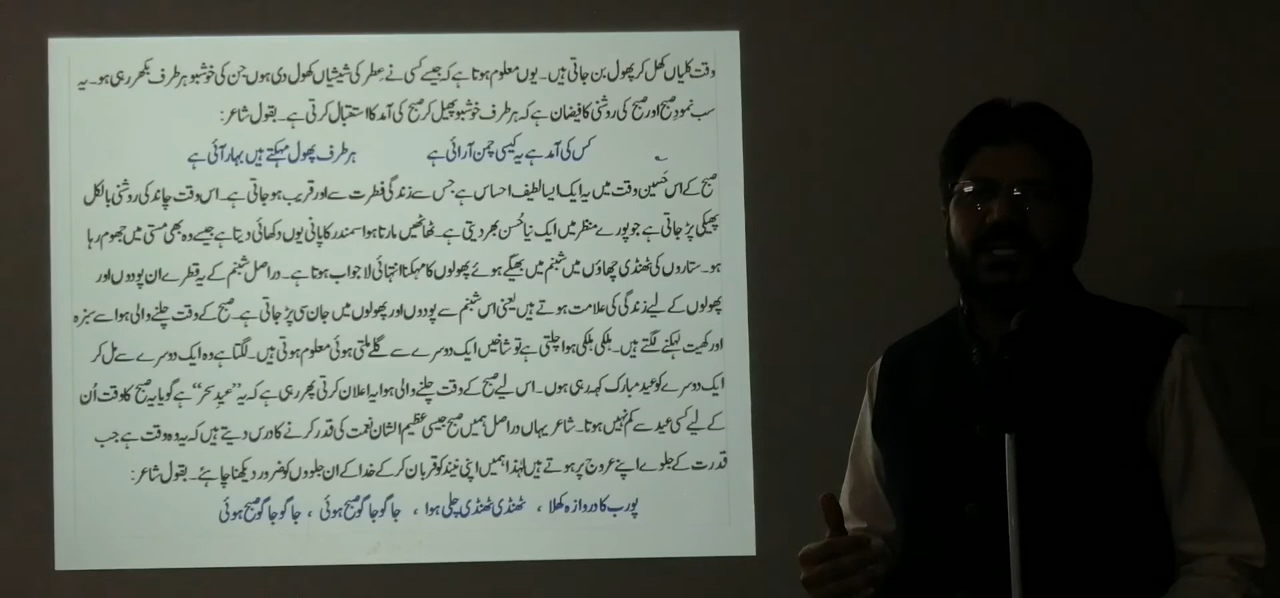 وقت کلیاں کھل کر پھول بن جاتی ہیں۔ یوں معلوم ہوتا ہے کہ جیسے کسی نے عِطر کی شیشیاں کھول دی ہوں جن کی خوشبو ہر طرف بکھر رہی ہو۔ یہ
سب نمودِ صبح اور صبح کی روشنی کا فیضان ہے کہ ہر طرف خوشبو پھیل کر صبح کی آمد کا استقبال کرتی ہے۔ بقول شاعر:
کس کی آمد ہے یہ کیسی چمن آرائی ہے ہر طرف پھول مہکتے ہیں بہار آئی ہے
صبح کے اس حَسین وقت میں یہ ایک ایسا لطیف احساس ہے جس سے زندگی فطرت سے اور قریب ہو جاتی ہے۔ اس وقت چاند کی روشنی بالکل
پھیکی پڑ جاتی ہے جو پورے منظر میں ایک نیا حُسن بھر دیتی ہے۔ ٹھاٹھیں مارتا ہوا سمندر کا پانی یوں دکھائی دیتا ہے جیسے وہ بھی مستی میں جھوم رہا
ہو۔ ستاروں کی ٹھنڈی چھاؤں میں شبنم میں بھیگے ہوئے پھولوں کا مہکنا انتہائی لاجواب ہوتا ہے۔ دراصل شبنم کے یہ قطرے ان پودوں اور
پھولوں کے لیے زندگی کی علامت ہوتے ہیں یعنی اس شبنم سے پودوں اور پھولوں میں جان سی پڑ جاتی ہے۔ صبح کے وقت چلنے والی ہوا سے سبزہ
اور کھیت لہکنے لگتے ہیں۔ ہلکی ہلکی ہوا چلتی ہے تو شاخیں ایک دوسرے سے گلے ملتی ہوئی معلوم ہوتی ہیں۔ لگتا ہے وہ ایک دوسرے سے مل کر
ایک دوسرے کو عید مبارک کہہ رہی ہوں۔ اس لیے صبح کے وقت چلنے والی ہوا یہ اعلان کرتی پھر رہی ہے کہ یہ ”عیدِ سحر“ ہے گویا یہ صبح کا وقت اُن
کے لیے کسی عید سے کم نہیں ہوتا۔ شاعر یہاں دراصل ہمیں صبح جیسی عظیم الشان نعمت کی قدر کرنے کا درس دیتے ہیں کہ یہ وہ وقت ہے جب
قدرت کے جلوے اپنے عروج پر ہوتے ہیں لہٰذا ہمیں اپنی نیند کو قربان کر کے خدا کے ان جلووں کو ضرور دیکھنا چاہئے۔ بقول شاعر:
پورب کا دروازہ کھلا ، ٹھنڈی ٹھنڈی چلی ہوا ، جاگو جاگو صبح ہوئی ، جاگو جاگو صبح ہوئی